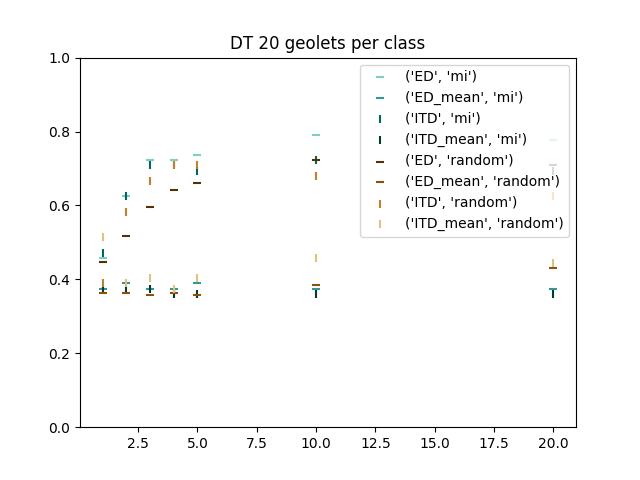 DT 20 geolets per class
1.0
0.8
0.6
0.4
0.2
0.0
('ED', 'mi')
('ED_mean', 'mi')
('ITD', 'mi')
('ITD_mean', 'mi')
('ED', 'random')
('ED_mean', 'random')
('ITD', 'random')
('ITD_mean', 'random')
2.5 5.0 7.5 10.0 12.5 15.0 17.5 20.0